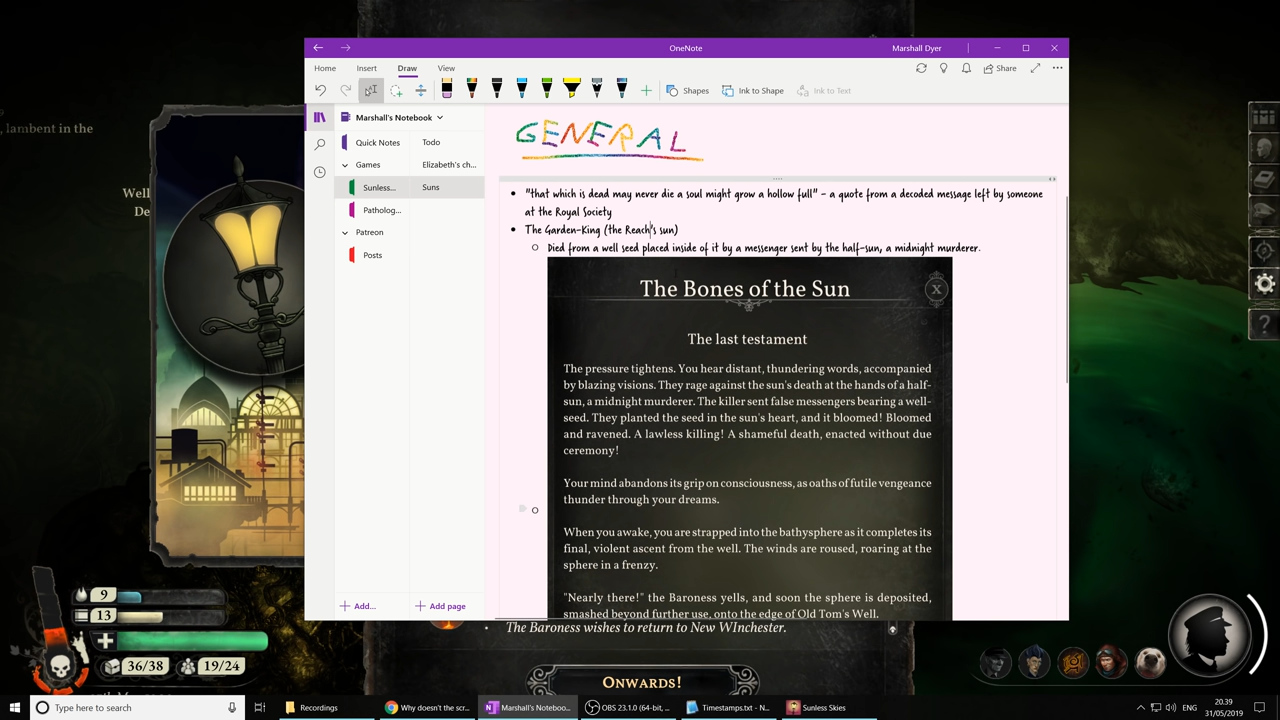 OneNote
Marshall Dyer
Home
Insert
Draw
View
Share
Shapes
Ink to Shape
Ink to Text
Marshall's Notebook
Quick Notes
Games
Sunless...
Patholog...
Patreon
Posts
Todo
Elizabeth's ch...
Suns
Add...
Add page
GENERAL
"that which is dead may never die a soul might grow a hollow full" - a quote from a decoded message left by someone
at the Royal Society
The Garden-King (the Reach's sun)
Died from a well seed placed inside of it by a messenger sent by the half-sun, a midnight murderer.
The Bones of the Sun
X
The last testament
The pressure tightens. You hear distant, thundering words, accompanied
by blazing visions. They rage against the sun's death at the hands of a half-
sun, a midnight murderer. The killer sent false messengers bearing a well-
seed. They planted the seed in the sun's heart, and it bloomed! Bloomed
and ravened. A lawless killing! A shameful death, enacted without due
ceremony!
Your mind abandons its grip on consciousness, as oaths of futile vengeance
thunder through your dreams.
When you awake, you are strapped into the bathysphere as it completes its
final, violent ascent from the well. The winds are roused, roaring at the
sphere in a frenzy.
"Nearly there!" the Baroness yells, and soon the sphere is deposited,
smashed beyond further use, onto the edge of Old Tom's Well.
, lambent in the
Well
De
9
13
36/38
19/24
The Baroness wishes to return to New WInchester.
ONWARDS!
?
Type here to search
Recordings
Why doesn't the scr...
Marshall's Noteboo...
OBS 23.1.0 (64-bit, ...
Timestamps.txt - N...
Sunless Skies
ENG
20.39
31/05/2019